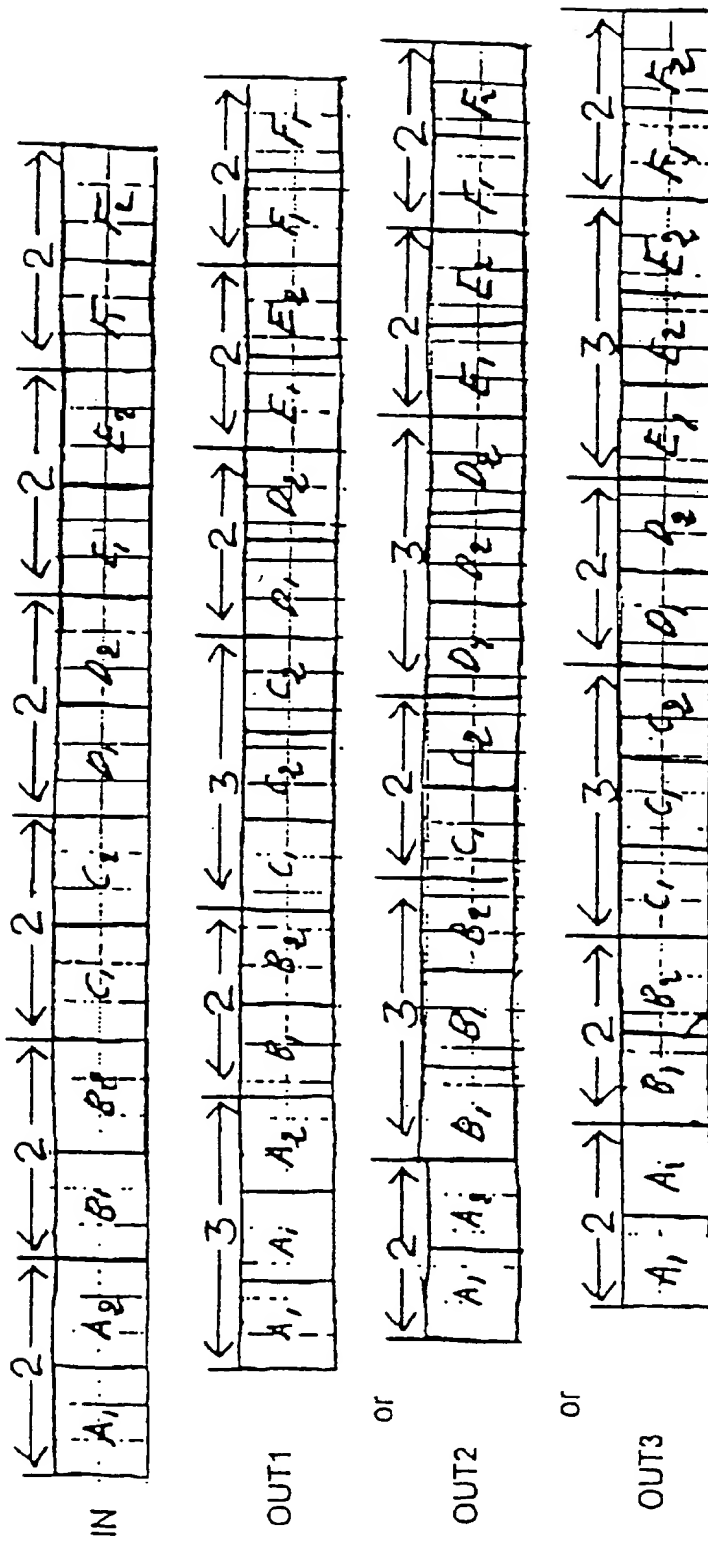 IN
2 2 2 2 2 2
A1 A2 B1 B2 C1 C2 D1 D2 E1 E2 F1 F2
OUT1
3 2 3 2 2 2
A1 A1 A2 B1 B2 C1 C2 C2 D1 D2 E1 E2 F1 F1
or
OUT2
2 3 2 3 2 2
A1 A2 B1 B1 B2 C1 C2 D1 D2 D2 E1 E2 F1 F2
or
OUT3
2 2 3 2 3 2
A1 A1 B1 B2 C1 C1 C2 D1 D2 E1 E2 E2 F1 F2